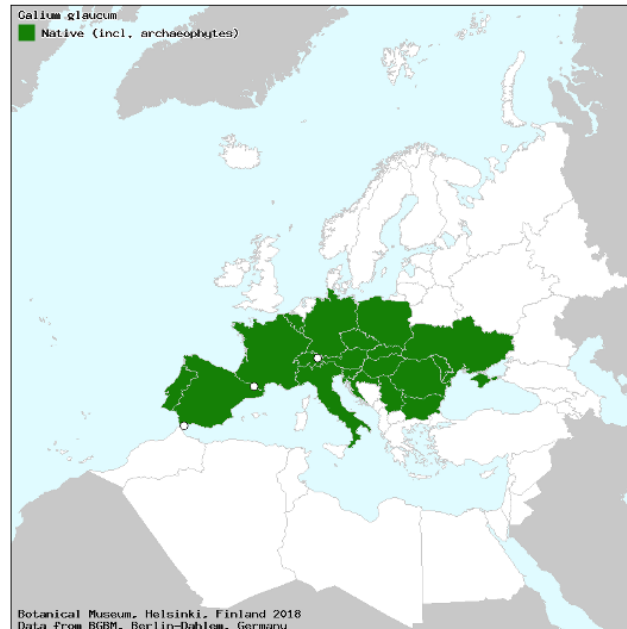 Galium glaucum
Native (incl. archaeophytes)
Botanical Museum, Helsinki, Finland 2018
Data from BGBM, Berlin-Dahlem, Germany